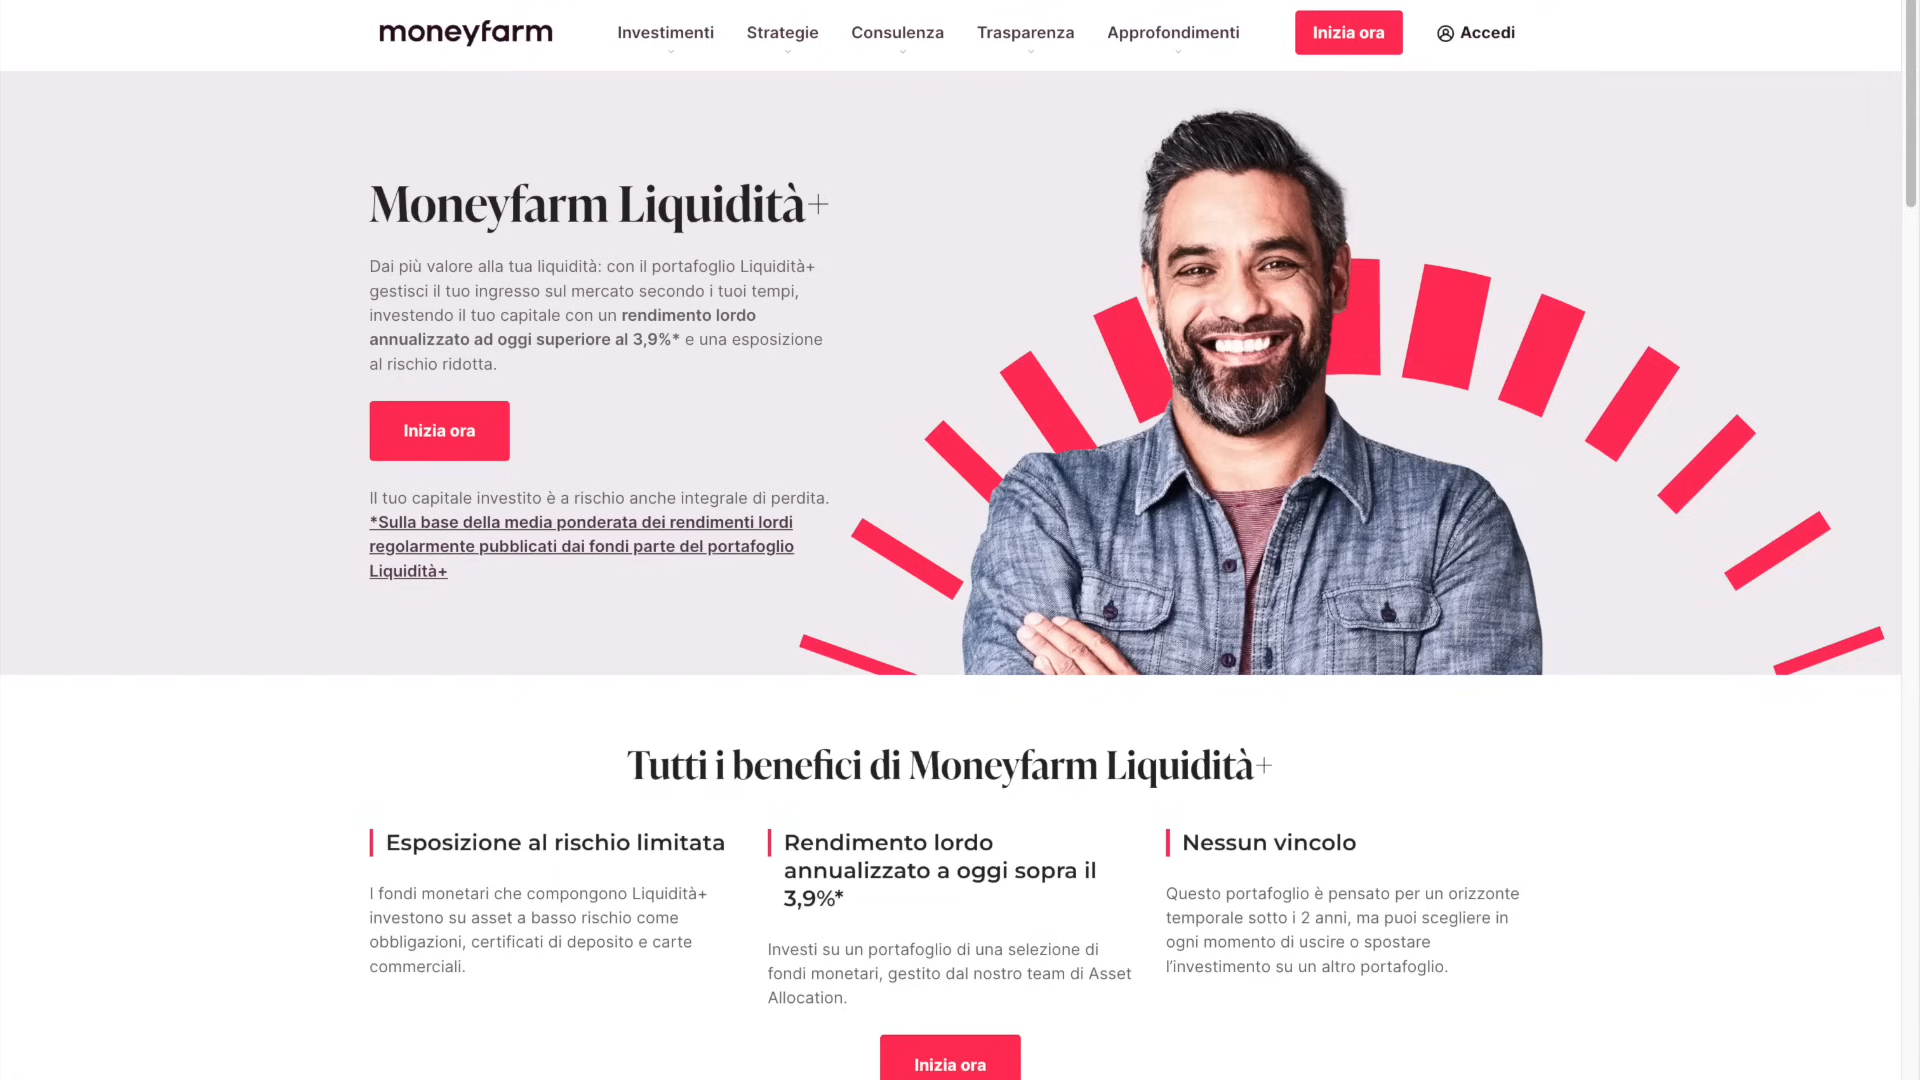 moneyfarm
Investimenti
Strategie
Consulenza
Trasparenza
Approfondimenti
Inizia ora
Accedi
Moneyfarm Liquidità+
Dai più valore alla tua liquidità: con il portafoglio Liquidità+
gestisci il tuo ingresso sul mercato secondo i tuoi tempi,
investendo il tuo capitale con un rendimento lordo
annualizzato ad oggi superiore al 3,9%* e una esposizione
al rischio ridotta.
Inizia ora
Il tuo capitale investito è a rischio anche integrale di perdita.
*Sulla base della media ponderata dei rendimenti lordi
regolarmente pubblicati dai fondi parte del portafoglio
Liquidità+
Tutti i benefici di Moneyfarm Liquidità+
Esposizione al rischio limitata
I fondi monetari che compongono Liquidità+
investono su asset a basso rischio come
obbligazioni, certificati di deposito e carte
commerciali.
Rendimento lordo
annualizzato a oggi sopra il
3,9%*
Investi su un portafoglio di una selezione di
fondi monetari, gestito dal nostro team di Asset
Allocation.
Nessun vincolo
Questo portafoglio è pensato per un orizzonte
temporale sotto i 2 anni, ma puoi scegliere in
ogni momento di uscire o spostare
l'investimento su un altro portafoglio.
Inizia ora